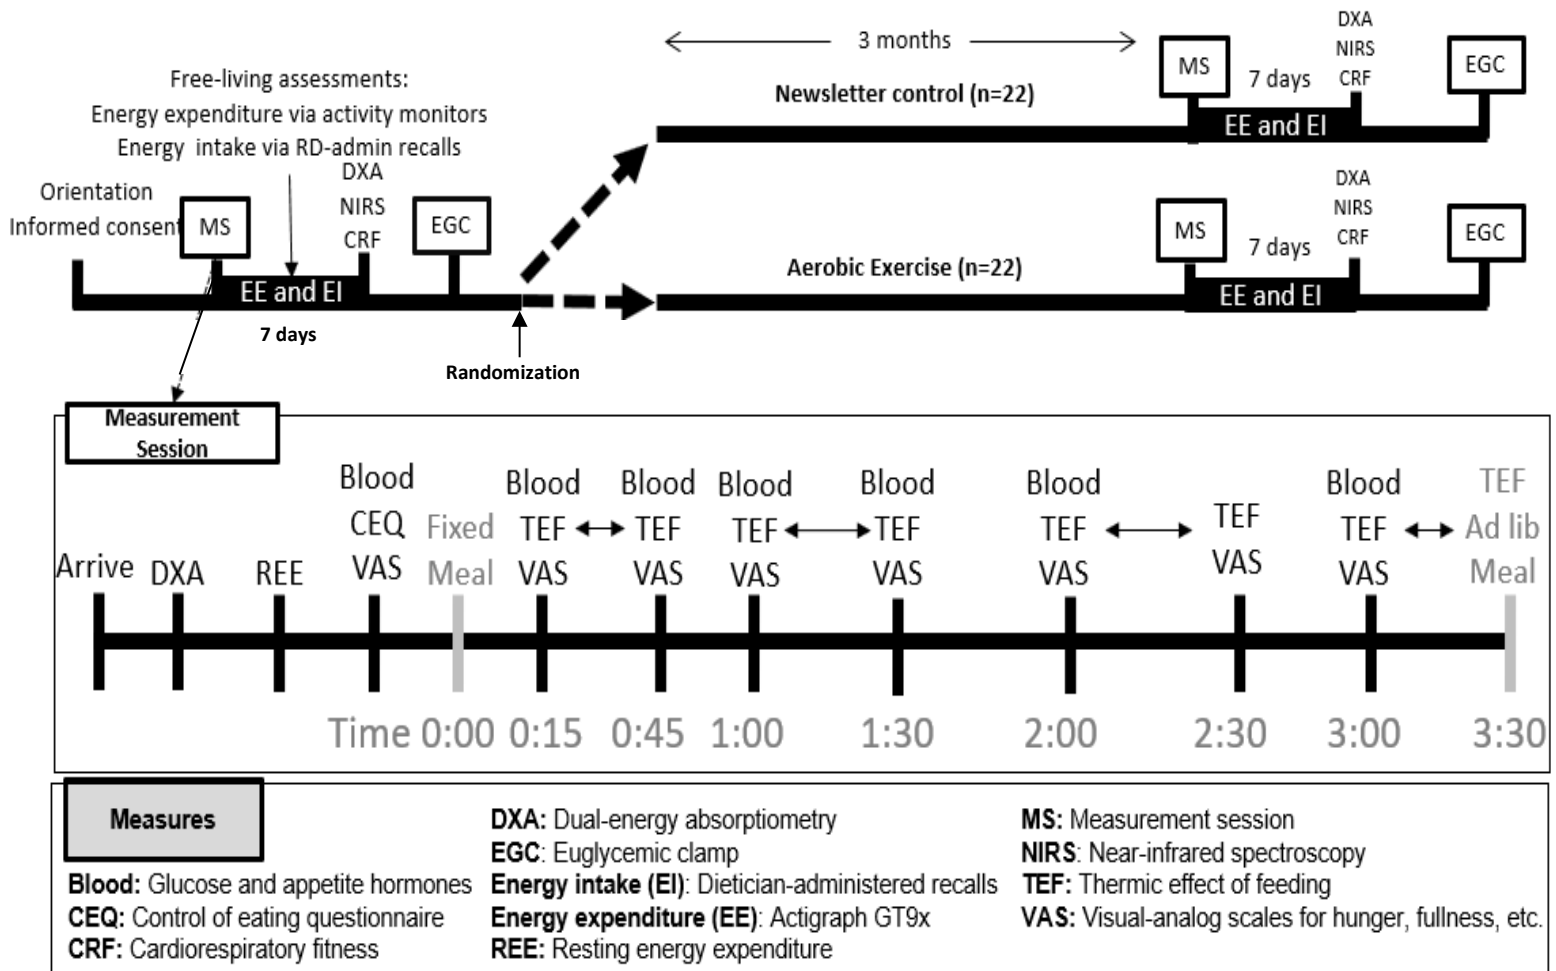 Free-living assessments:
Energy expenditure via activity monitors
Energy intake via RD-admin recalls
Orientation
Informed consent
MS
DXA
NIRS
CRF
EGC
EE and EI
7 days
Randomization
3 months
Newsletter control (n=22)
MS
7 days
DXA
NIRS
CRF
EGC
EE and EI
Aerobic Exercise (n=22)
MS
7 days
DXA
NIRS
CRF
EGC
EE and EI
Measurement
Session
Arrive
DXA
REE
Blood
CEQ
VAS
Fixed
Meal
Blood
TEF
VAS
Blood
TEF
VAS
Blood
TEF
VAS
Blood
TEF
VAS
Blood
TEF
VAS
TEF
VAS
Blood
TEF
VAS
TEF
Ad lib
Meal
Time 0:00 0:15 0:45 1:00 1:30 2:00 2:30 3:00 3:30
Measures
Blood: Glucose and appetite hormones
CEQ: Control of eating questionnaire
CRF: Cardiorespiratory fitness
DXA: Dual-energy absorptiometry
EGC: Euglycemic clamp
Energy intake (EI): Dietician-administered recalls
Energy expenditure (EE): Actigraph GT9x
REE: Resting energy expenditure
MS: Measurement session
NIRS: Near-infrared spectroscopy
TEF: Thermic effect of feeding
VAS: Visual-analog scales for hunger, fullness, etc.